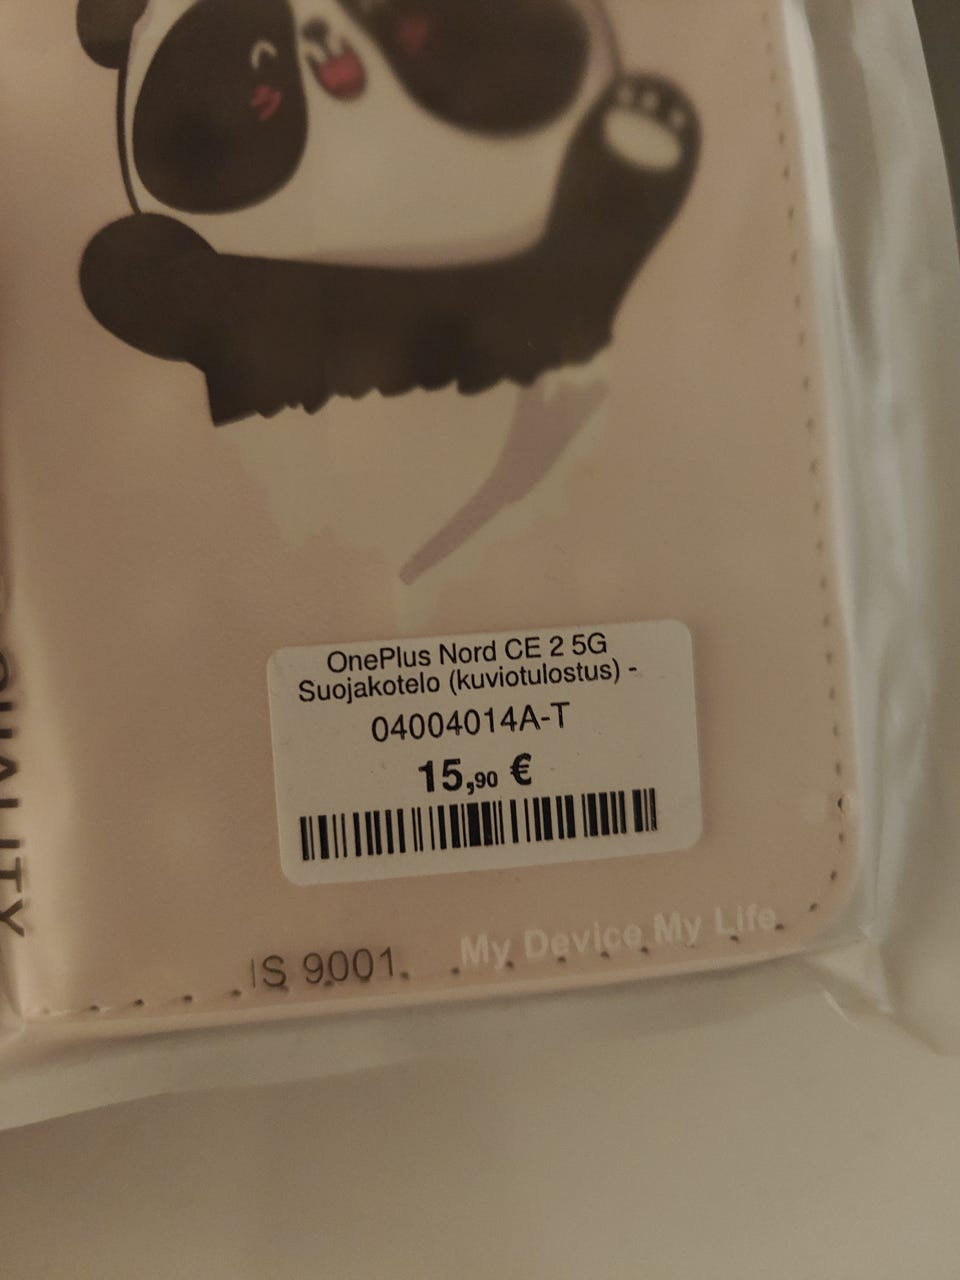 OnePlus Nord CE 2 5G
Suojakotelo (kuviotulostus) -
04004014A-T
15,90 €
IS 9001.
My Device My Life.